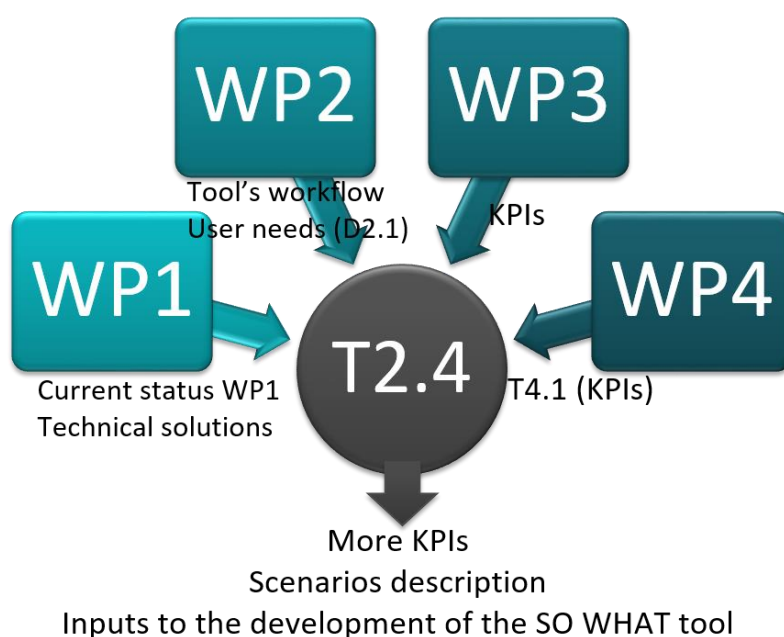 WP2
WP3
Tool’s workflow
User needs (D2.1)
KPIs
WP1
WP4
T2.4
Current status WP1
Technical solutions
T4.1 (KPIs)
More KPIs
Scenarios description
Inputs to the development of the SO WHAT tool